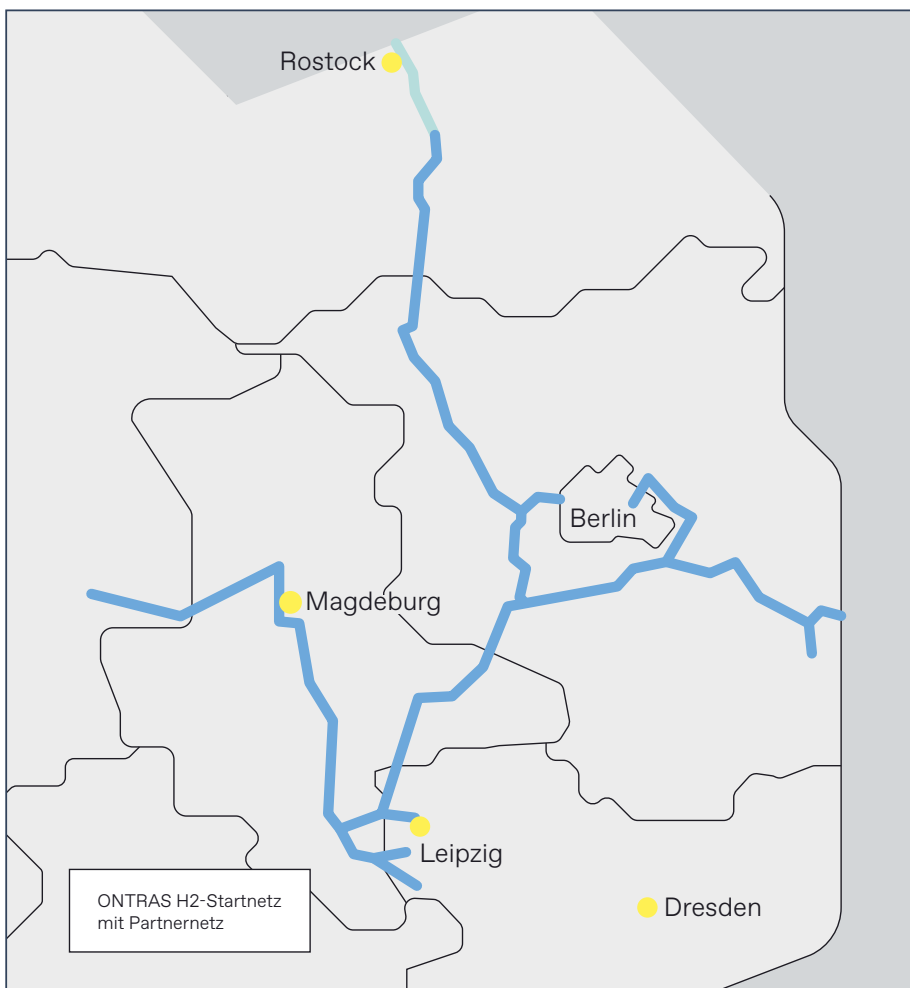 Rostock
Berlin
Magdeburg
Leipzig
ONTRAS H2-Startnetz
mit Partnernetz
Dresden